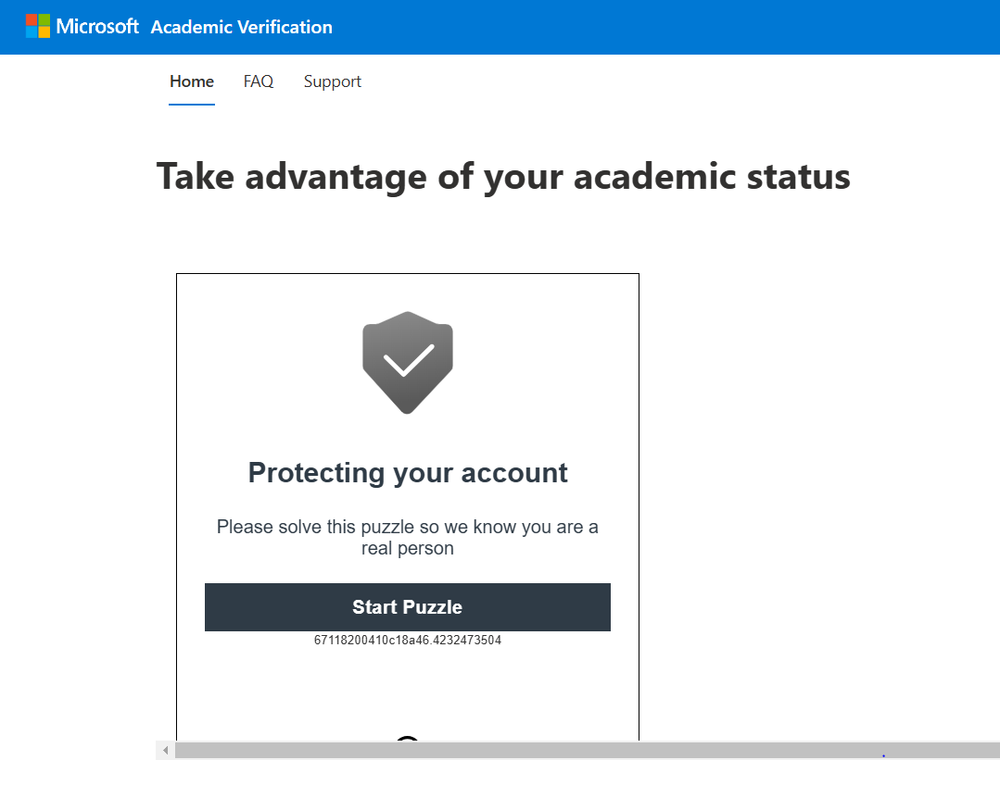 Microsoft Academic Verification
Home FAQ Support
Take advantage of your academic status
Protecting your account
Please solve this puzzle so we know you are a
real person
Start Puzzle
67118200410c18a46.4232473504